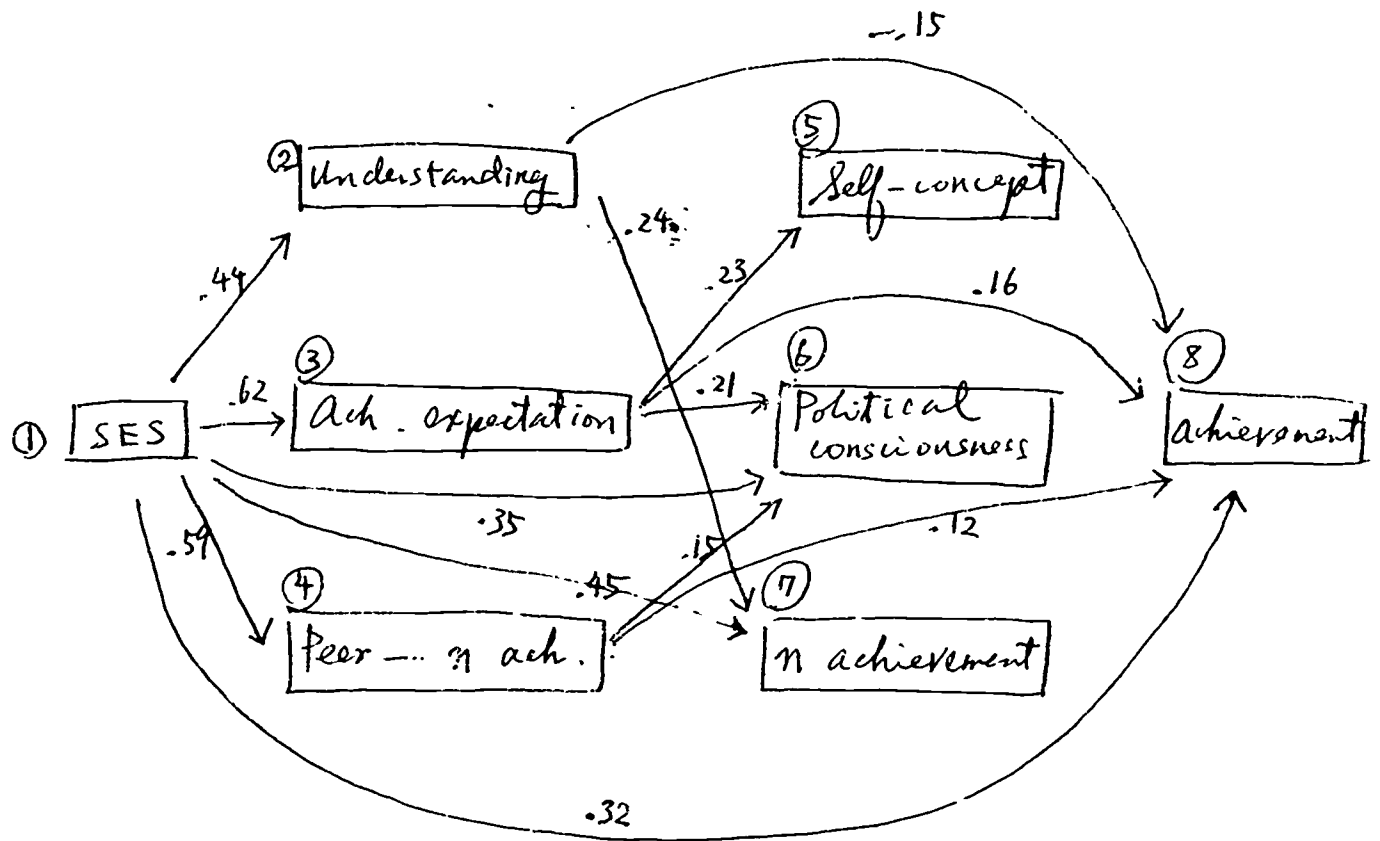 -.15
⑤
② Understanding
Self-concept
.24
.44
.23
.16
③
⑥
⑧
.62
.21
Ach. expectation
Political
consciousness
achievement
① SES
.35
.12
.59
.15
.45
④
⑦
Peer -... n ach.
n achievement
.32